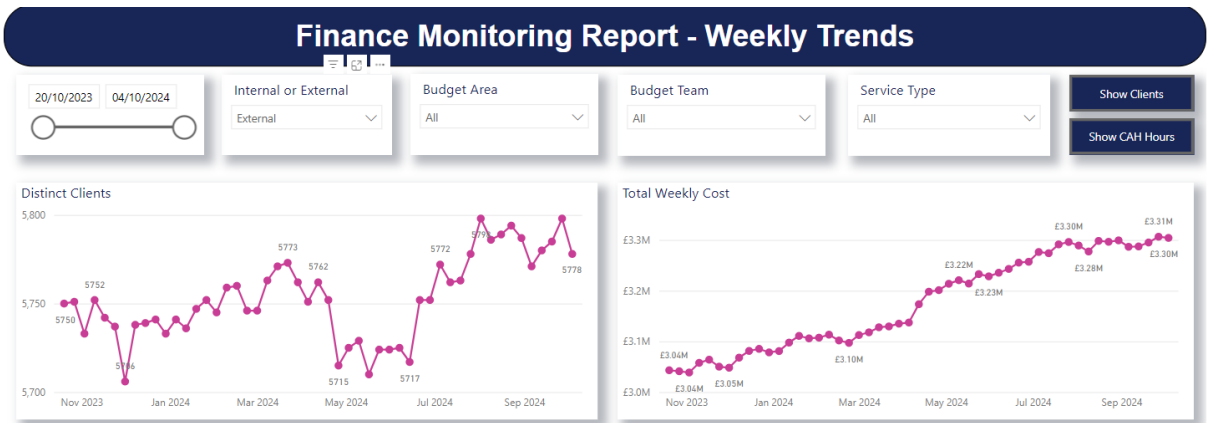 Finance Monitoring Report - Weekly Trends
20/10/2023 04/10/2024
Internal or External
External
Budget Area
All
Budget Team
All
Service Type
All
Show Clients
Show CAH Hours
Distinct Clients
5,800
5,750
5,700
5750
5752
5706
5773
5762
5715
5717
5772
5778
Nov 2023 Jan 2024 Mar 2024 May 2024 Jul 2024 Sep 2024
Total Weekly Cost
£3.3M
£3.2M
£3.1M
£3.0M
£3.04M
£3.04M
£3.05M
£3.10M
£3.22M
£3.23M
£3.30M
£3.28M
£3.31M
£3.30M
Nov 2023 Jan 2024 Mar 2024 May 2024 Jul 2024 Sep 2024